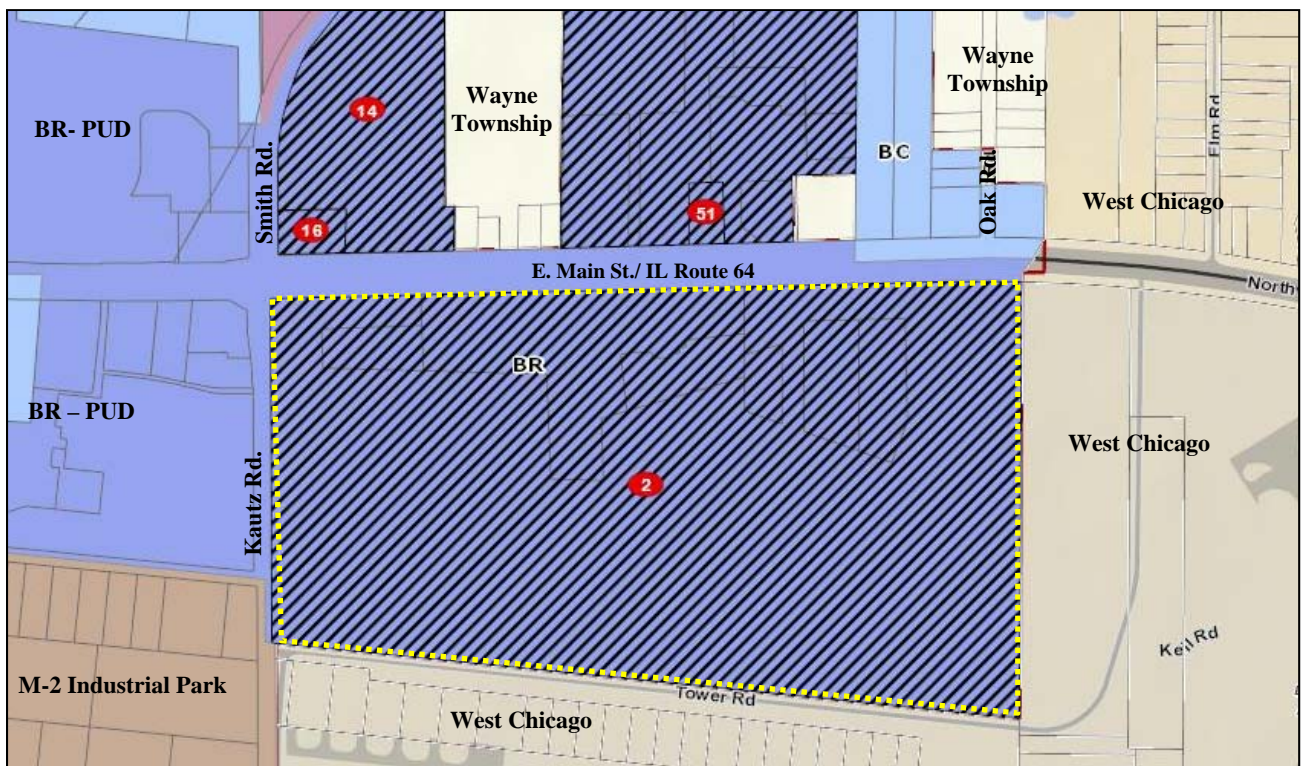 Wayne
Township
Wayne
Township
14
BR- PUD
Elm Rd
Smith Rd.
BC
Oak Rd.
West Chicago
51
16
E. Main St./ IL Route 64
North
BR
BR – PUD
West Chicago
Kautz Rd.
2
M-2 Industrial Park
Tower Rd
West Chicago
Rd